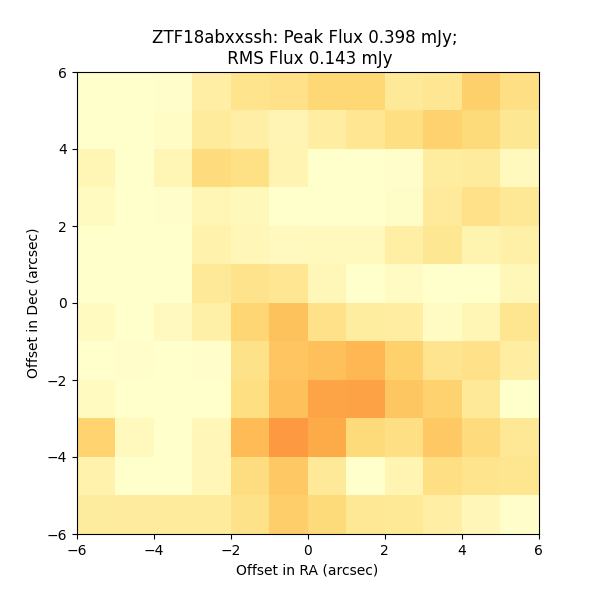 ZTF18abxxssh: Peak Flux 0.398 mJy;
RMS Flux 0.143 mJy
6
4
2
0
−2
−4
−6
Offset in Dec (arcsec)
−6 −4 −2 0 2 4 6
Offset in RA (arcsec)